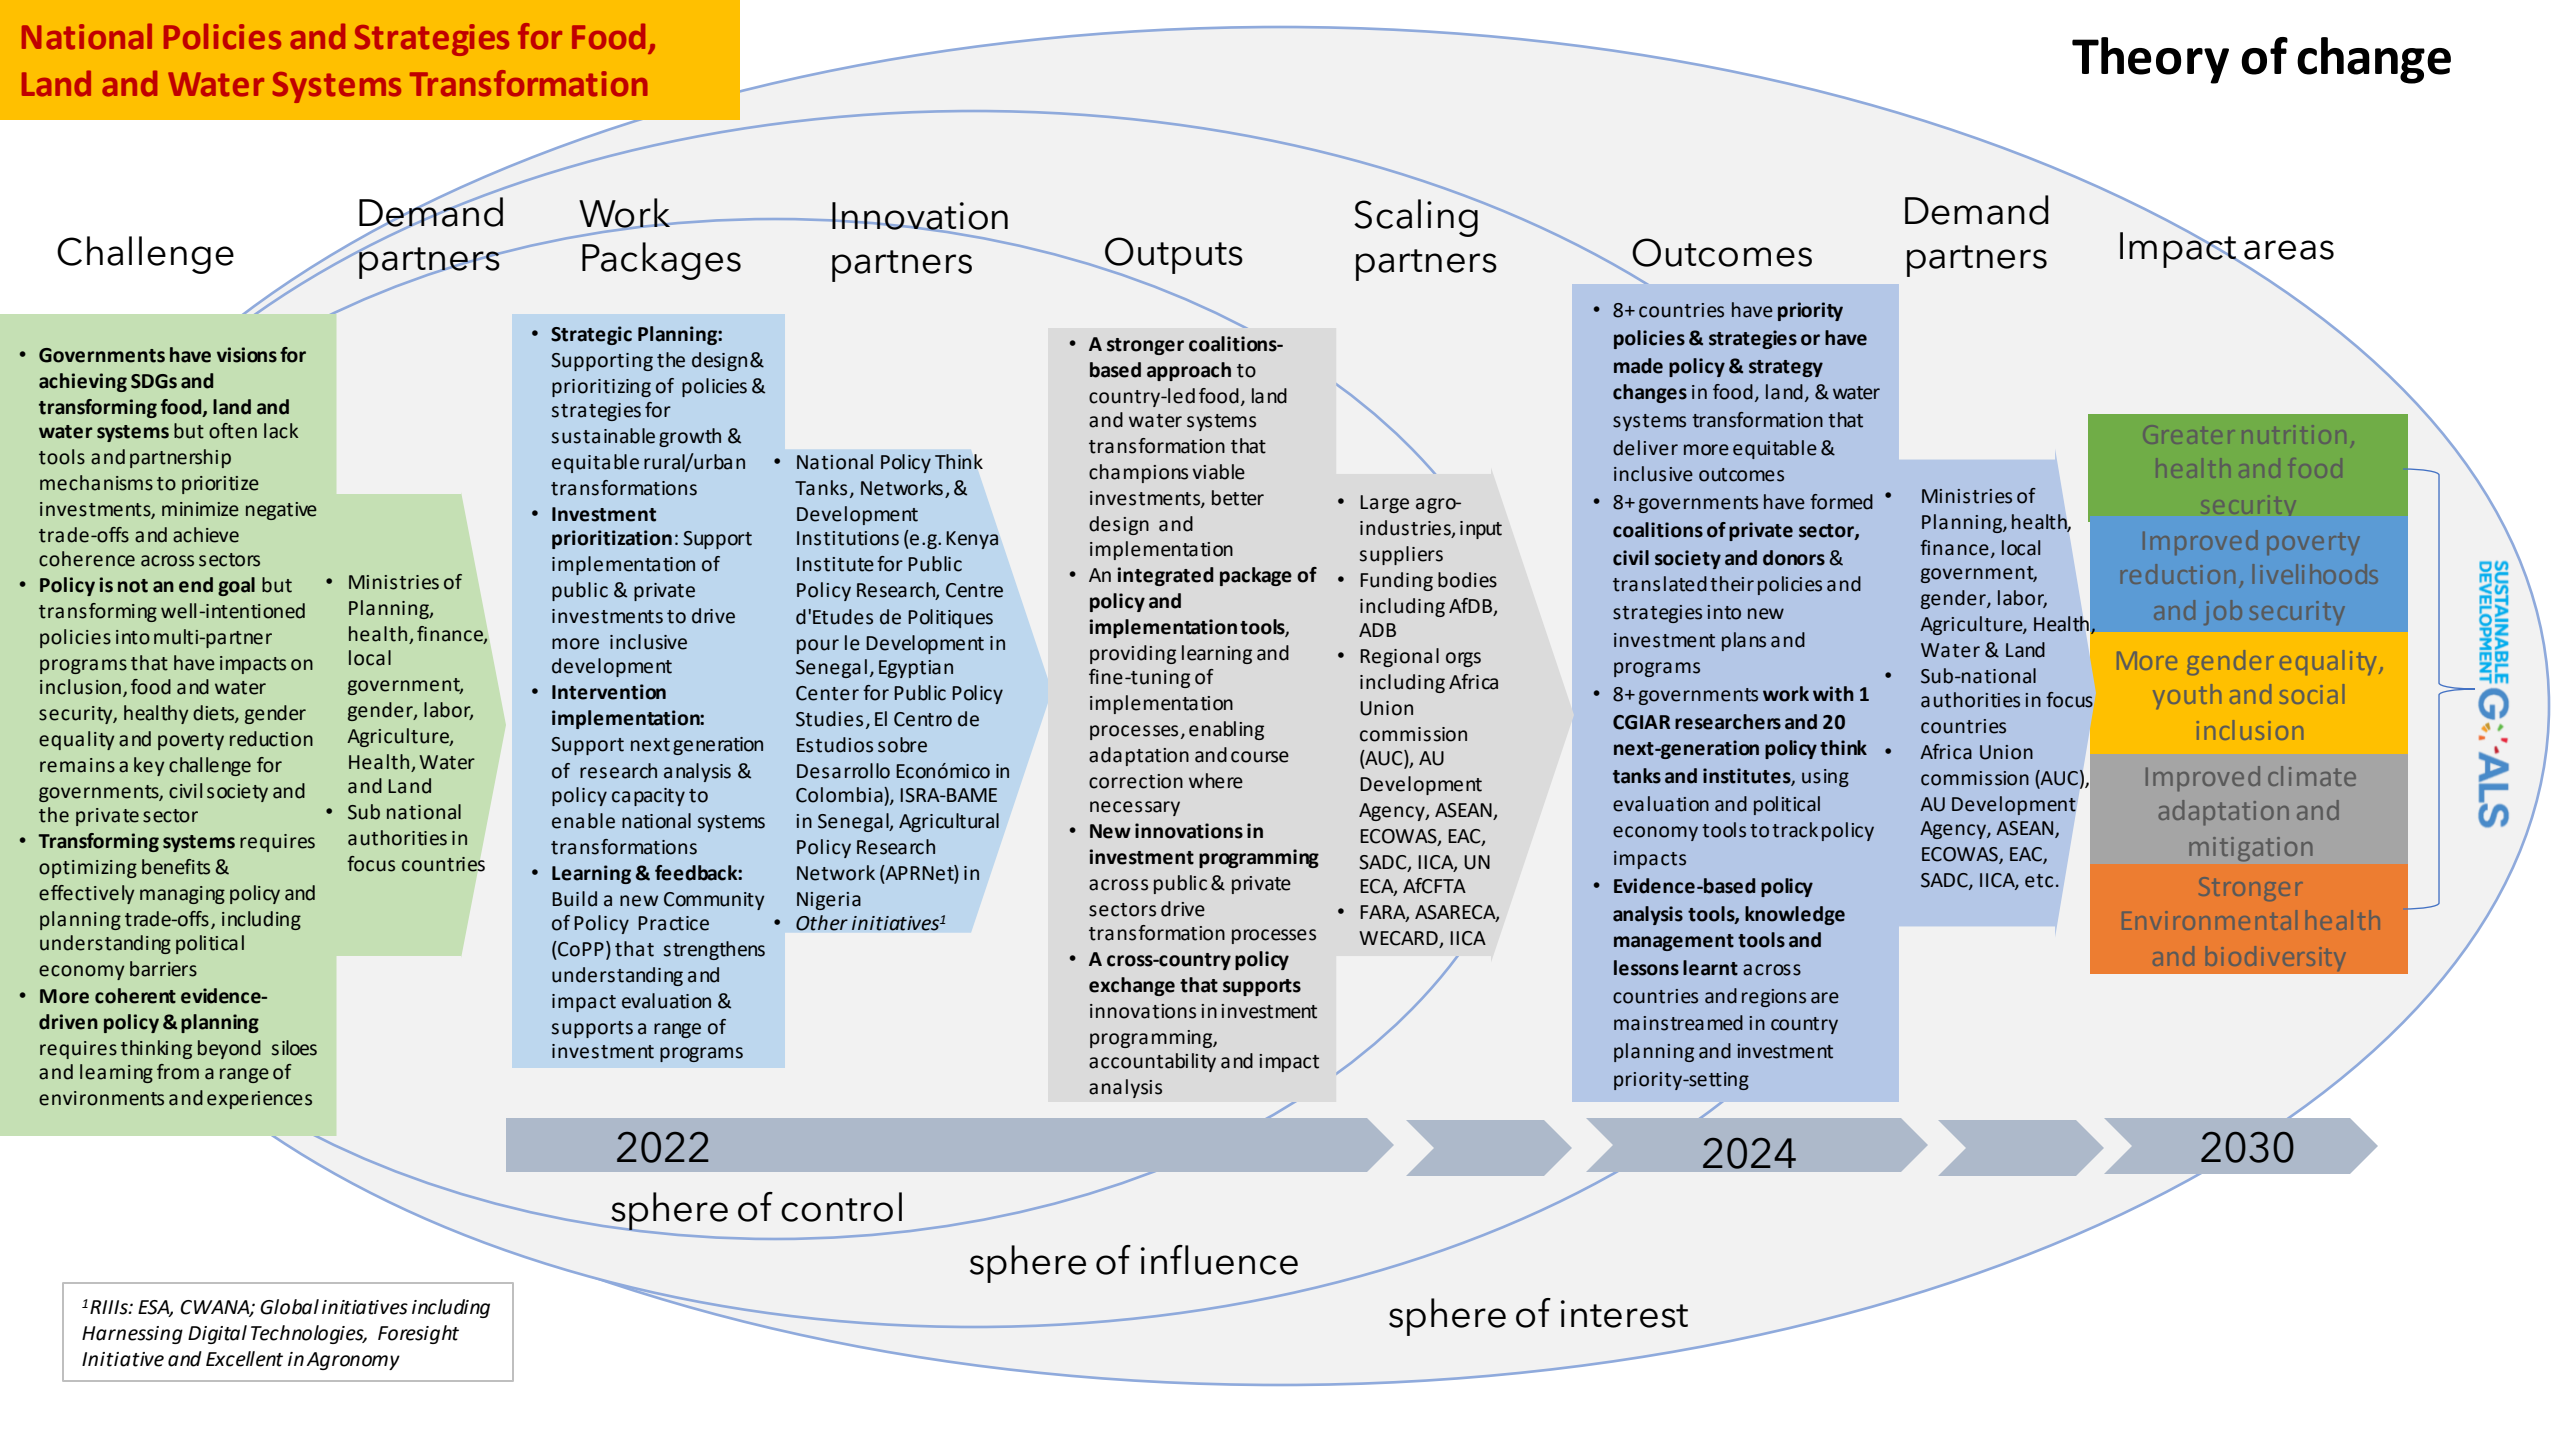 National Policies and Strategies for Food,
Land and Water Systems Transformation
Theory of change
Challenge
Demand
partners
Work
Packages
Innovation
partners
Outputs
Scaling
partners
Outcomes
Demand
partners
Impact areas
• Governments have visions for
achieving SDGs and
transforming food, land and
water systems but often lack
tools and partnership
mechanisms to prioritize
investments, minimize negative
trade-offs and achieve
coherence across sectors
• Policy is not an end goal but
transforming well-intentioned
policies into multi-partner
programs that have impacts on
inclusion, food and water
security, healthy diets, gender
equality and poverty reduction
remains a key challenge for
governments, civil society and
the private sector
• Transforming systems requires
optimizing benefits &
effectively managing policy and
planning trade-offs, including
understanding political
economy barriers
• More coherent evidence-
driven policy & planning
requires thinking beyond siloes
and learning from a range of
environments and experiences
• Ministries of
Planning,
health, finance,
local
government,
gender, labor,
Agriculture,
Health, Water
and Land
• Sub national
authorities in
focus countries
• Strategic Planning:
Supporting the design &
prioritizing of policies &
strategies for
sustainable growth &
equitable rural/urban
transformations
• Investment
prioritization: Support
implementation of
public & private
investments to drive
more inclusive
development
• Intervention
implementation:
Support next generation
of research analysis &
policy capacity to
enable national systems
transformations
• Learning & feedback:
Build a new Community
of Policy Practice
(CoPP) that strengthens
understanding and
impact evaluation &
supports a range of
investment programs
• National Policy Think
Tanks, Networks, &
Development
Institutions (e.g. Kenya
Institute for Public
Policy Research, Centre
d'Etudes de Politiques
pour le Development in
Senegal, Egyptian
Center for Public Policy
Studies, El Centro de
Estudios sobre
Desarrollo Económico in
Colombia), ISRA-BAME
in Senegal, Agricultural
Policy Research
Network (APRNet) in
Nigeria
• Other initiatives¹
• A stronger coalitions-
based approach to
country-led food, land
and water systems
transformation that
champions viable
investments, better
design and
implementation
• An integrated package of
policy and
implementation tools,
providing learning and
fine-tuning of
implementation
processes, enabling
adaptation and course
correction where
necessary
• New innovations in
investment programming
across public & private
sectors drive
transformation processes
• A cross-country policy
exchange that supports
innovations in investment
programming,
accountability and impact
analysis
• Large agro-
industries, input
suppliers
• Funding bodies
including AfDB,
ADB
• Regional orgs
including Africa
Union
commission
(AUC), AU
Development
Agency, ASEAN,
ECOWAS, EAC,
SADC, IICA, UN
ECA, AfCFTA
• FARA, ASARECA,
WECARD, IICA
• 8+ countries have priority
policies & strategies or have
made policy & strategy
changes in food, land, & water
systems transformation that
deliver more equitable &
inclusive outcomes
• 8+ governments have formed
coalitions of private sector,
civil society and donors &
translated their policies and
strategies into new
investment plans and
programs
• 8+ governments work with 1
CGIAR researchers and 20
next-generation policy think
tanks and institutes, using
evaluation and political
economy tools to track policy
impacts
• Evidence-based policy
analysis tools, knowledge
management tools and
lessons learnt across
countries and regions are
mainstreamed in country
planning and investment
priority-setting
• Ministries of
Planning, health,
finance, local
government,
gender, labor,
Agriculture, Health,
Water & Land
• Sub-national
authorities in focus
countries
• Africa Union
commission (AUC),
AU Development
Agency, ASEAN,
ECOWAS, EAC,
SADC, IICA, etc.
Greater nutrition,
health and food
security
Improved poverty
reduction, livelihoods
and job security
More gender equality,
youth and social
inclusion
Improved climate
adaptation and
mitigation
Stronger
Environmental health
and biodiversity
SUSTAINABLE
DEVELOPMENT
GOALS
2022
2024
2030
sphere of control
sphere of influence
sphere of interest
¹RIIIs: ESA, CWANA; Global initiatives including
Harnessing Digital Technologies, Foresight
Initiative and Excellent in Agronomy